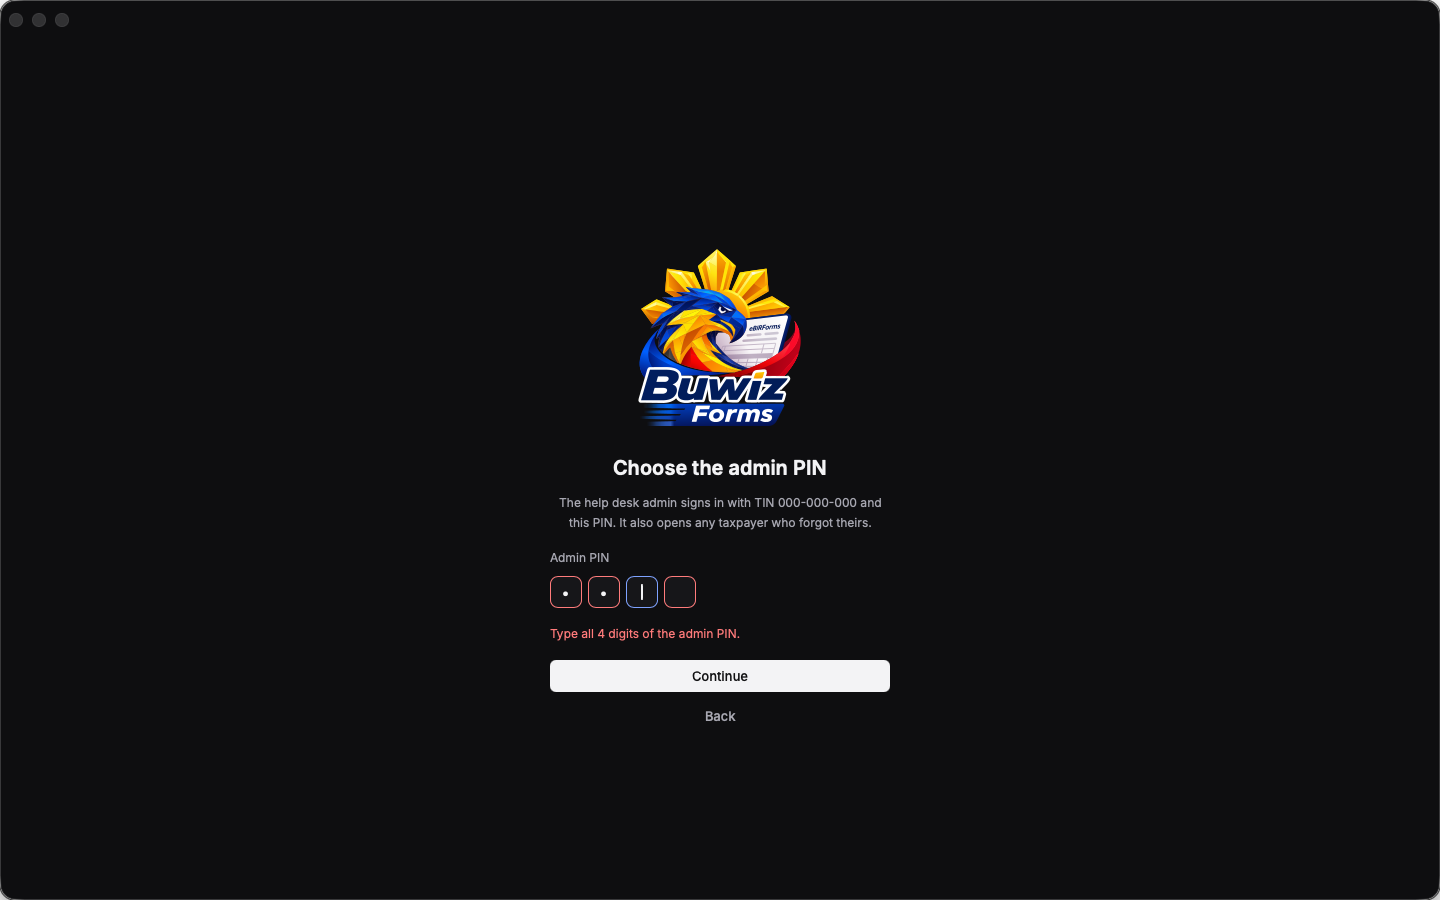 eBIRForms
Buwiz
Forms
Choose the admin PIN
The help desk admin signs in with TIN 000-000-000 and
this PIN. It also opens any taxpayer who forgot theirs.
Admin PIN
Type all 4 digits of the admin PIN.
Continue
Back